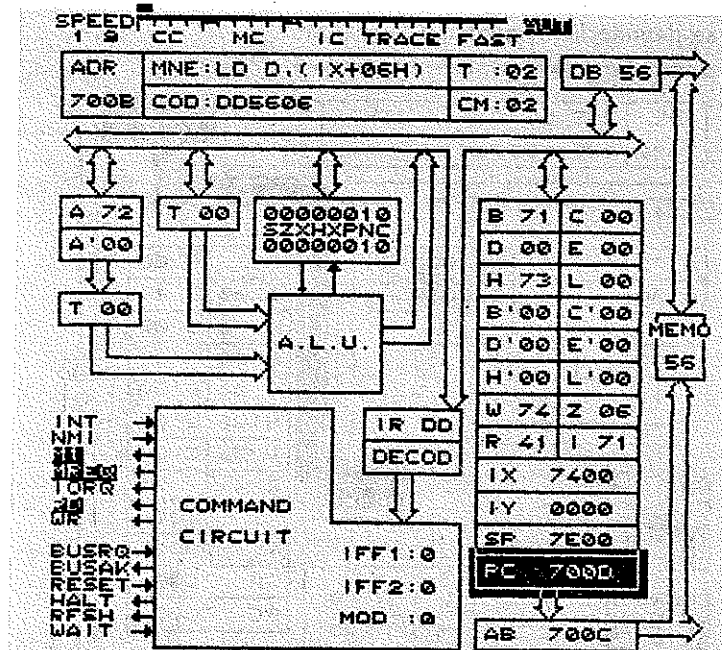 SPEED
1 9 CC MC IC TRACE FAST
ADR MNE:LD D,(IX+06H) T :02 DB 56
700B COD:DD5606 CM:02
A 72 T 00 00000010
A'00 SZXHXPNC
00000010
T 00
A.L.U.
B 71 C 00
D 00 E 00
H 73 L 00
B'00 C'00
D'00 E'00
H'00 L'00
W 74 Z 06
R 41 I 71
IX 7400
IY 0000
SP 7E00
PC 700D
AB 700C
MEMO
56
IR DD
DECOD
INT
NMI
MREQ
IORQ
WR
BUSRQ
BUSAK
RESET
HALT
RFSH
WAIT
COMMAND
CIRCUIT
IFF1:0
IFF2:0
MOD :0